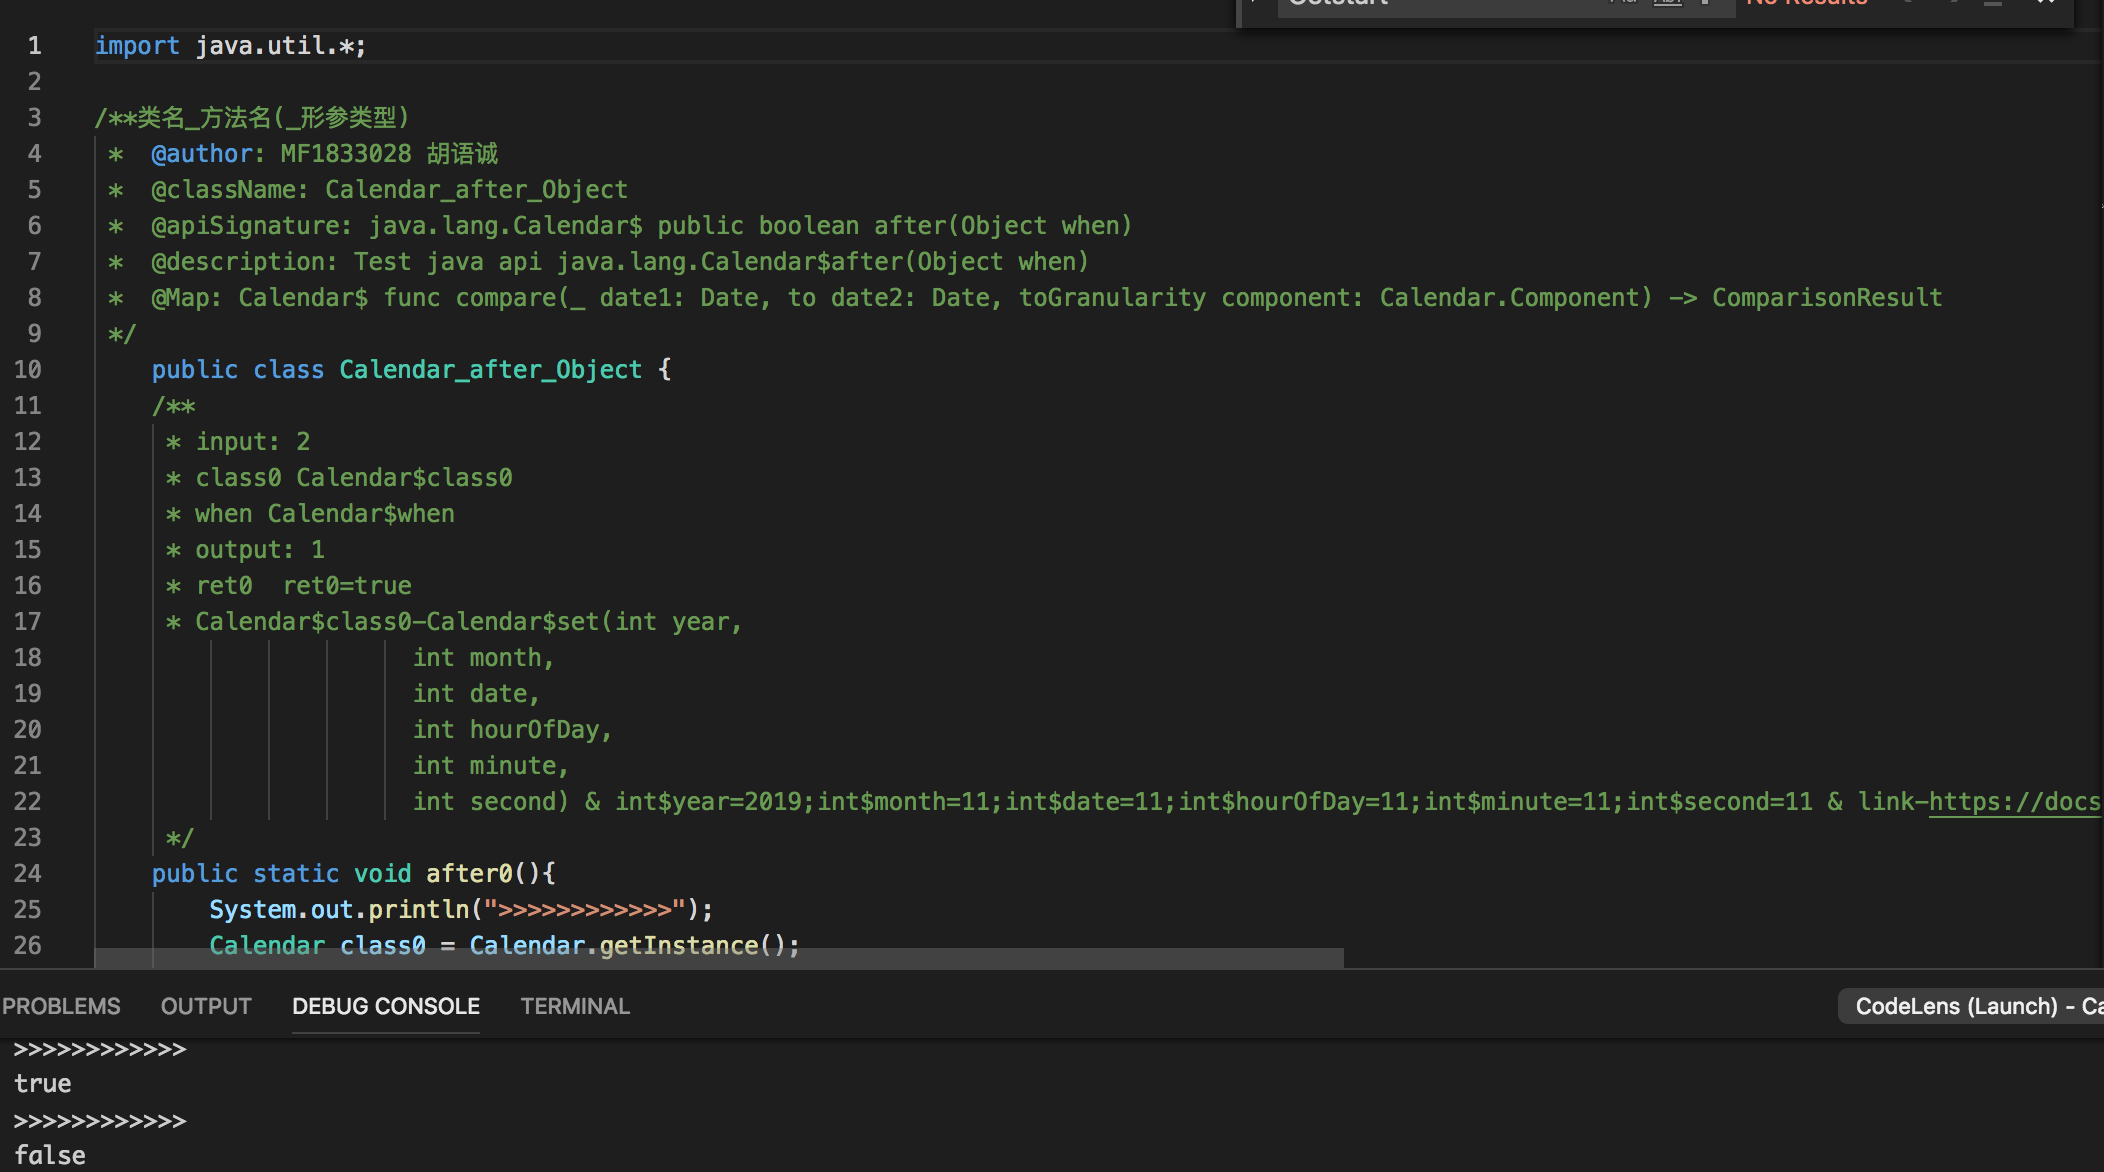 No Results
1 import java.util.*;
2
3 /**类名_方法名(_形参类型)
4 * @author: MF1833028 胡语诚
5 * @className: Calendar_after_Object
6 * @apiSignature: java.lang.Calendar$ public boolean after(Object when)
7 * @description: Test java api java.lang.Calendar$after(Object when)
8 * @Map: Calendar$ func compare(_ date1: Date, to date2: Date, toGranularity component: Calendar.Component) -> ComparisonResult
9 */
10 public class Calendar_after_Object {
11 /**
12 * input: 2
13 * class0 Calendar$class0
14 * when Calendar$when
15 * output: 1
16 * ret0  ret0=true
17 * Calendar$class0-Calendar$set(int year,
18 int month,
19 int date,
20 int hourOfDay,
21 int minute,
22 int second) & int$year=2019;int$month=11;int$date=11;int$hourOfDay=11;int$minute=11;int$second=11 & link-https://docs
23 */
24 public static void after0(){
25 System.out.println(">>>>>>>>>>>>");
26 Calendar class0 = Calendar.getInstance();
PROBLEMS OUTPUT DEBUG CONSOLE TERMINAL CodeLens (Launch) - Ca
>>>>>>>>>>>>
true
>>>>>>>>>>>>
false